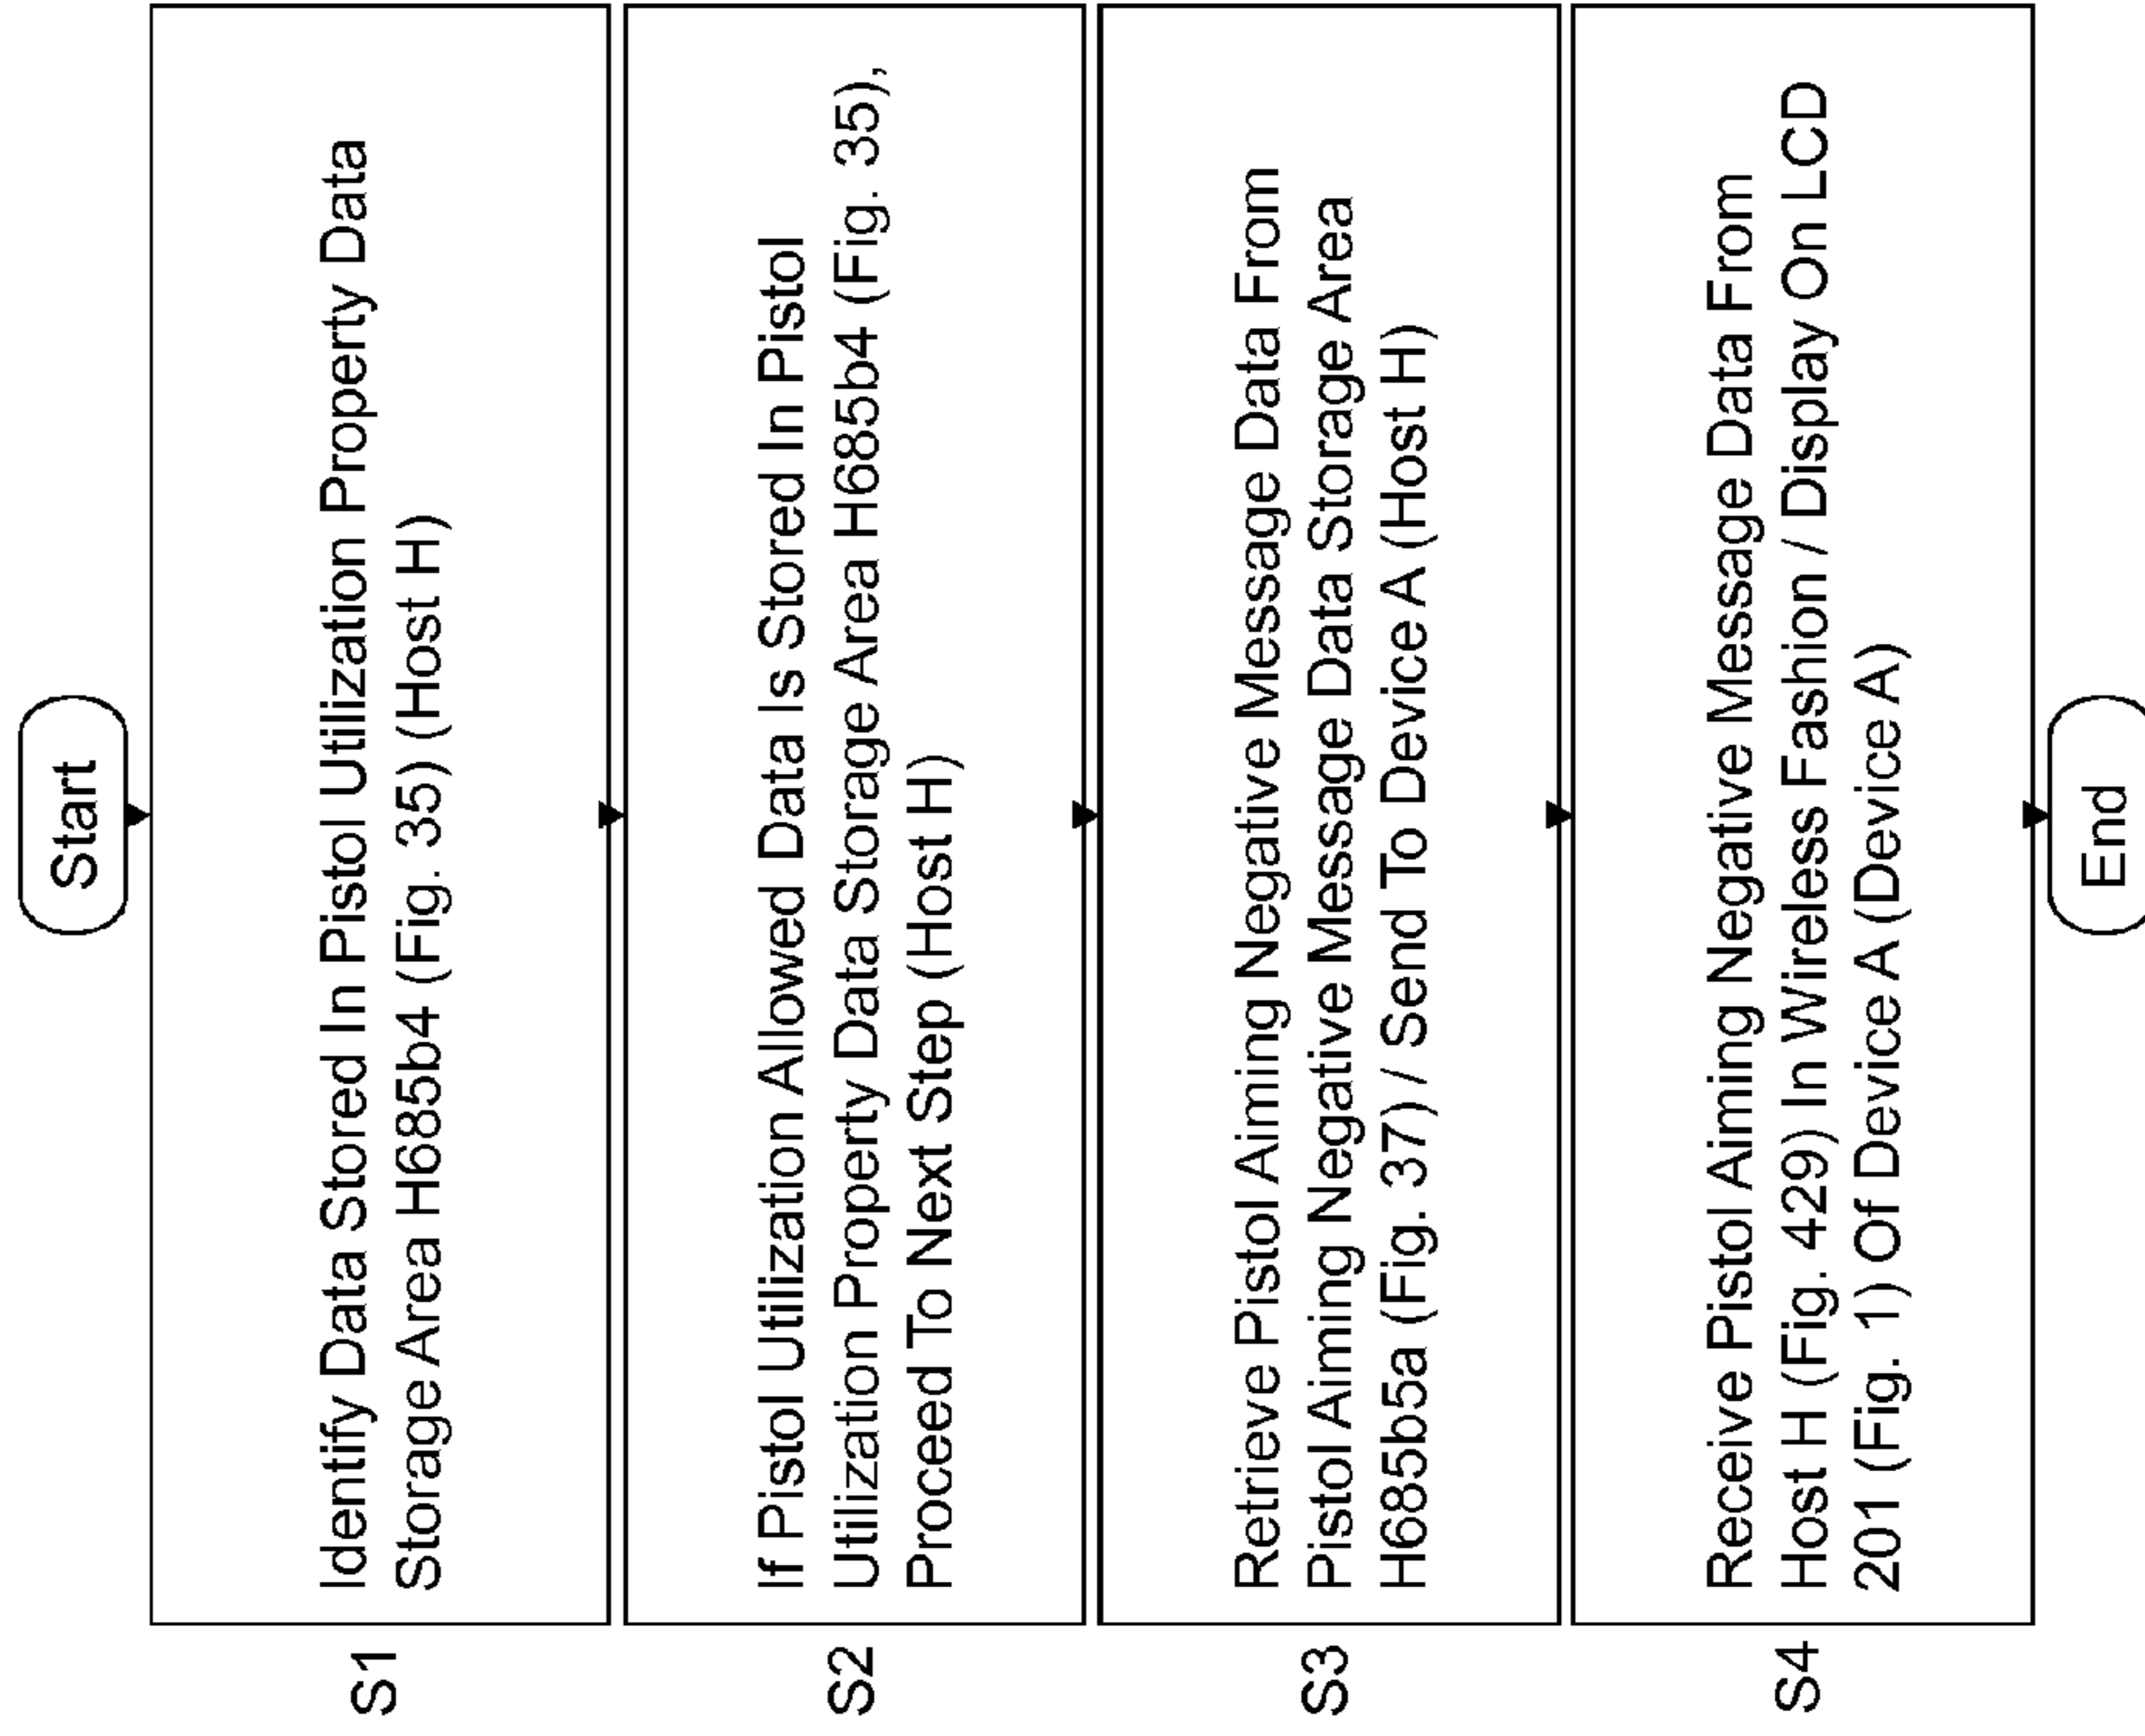 Start
S1
Identify Data Stored In Pistol Utilization Property Data
Storage Area H685b4 (Fig. 35) (Host H)
S2
If Pistol Utilization Allowed Data Is Stored In Pistol
Utilization Property Data Storage Area H685b4 (Fig. 35),
Proceed To Next Step (Host H)
S3
Retrieve Pistol Aiming Negative Message Data From
Pistol Aiming Negative Message Data Storage Area
H685b5a (Fig. 37) / Send To Device A (Host H)
S4
Receive Pistol Aiming Negative Message Data From
Host H (Fig. 429) In Wireless Fashion / Display On LCD
201 (Fig. 1) Of Device A (Device A)
End